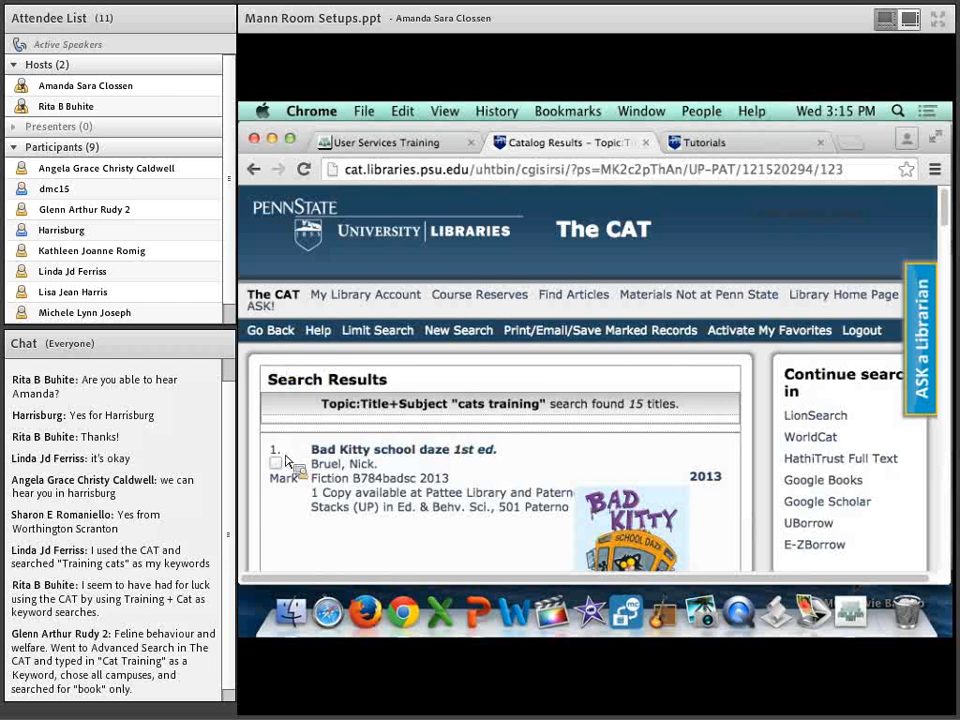 Attendee List (11)
Active Speakers
Hosts (2)
Amanda Sara Clossen
Rita B Buhite
Presenters (0)
Participants (9)
Angela Grace Christy Caldwell
dmc15
Glenn Arthur Rudy 2
Harrisburg
Kathleen Joanne Romig
Linda Jd Ferriss
Lisa Jean Harris
Michele Lynn Joseph
Chat (Everyone)
Rita B Buhite: Are you able to hear
Amanda?
Harrisburg: Yes for Harrisburg
Rita B Buhite: Thanks!
Linda Jd Ferriss: it's okay
Angela Grace Christy Caldwell: we can
hear you in harrisburg
Sharon E Romaniello: Yes from
Worthington Scranton
Linda Jd Ferriss: I used the CAT and
searched "Training cats" as my keywords
Rita B Buhite: I seem to have had for luck
using the CAT by using Training + Cat as
keyword searches.
Glenn Arthur Rudy 2: Feline behaviour and
welfare. Went to Advanced Search in The
CAT and typed in "Cat Training" as a
Keyword, chose all campuses, and
searched for "book" only.
Mann Room Setups.ppt - Amanda Sara Clossen
Chrome File Edit View History Bookmarks Window People Help Wed 3:15 PM
User Services Training
Catalog Results – Topic:T
Tutorials
cat.libraries.psu.edu/uhtbin/cgisirsi/?ps=MK2c2pThAn/UP-PAT/121520294/123
PENNSTATE
UNIVERSITY LIBRARIES
The CAT
The CAT My Library Account Course Reserves Find Articles Materials Not at Penn State Library Home Page
ASK!
Go Back Help Limit Search New Search Print/Email/Save Marked Records Activate My Favorites Logout
ASK a Librarian
Search Results
Topic:Title+Subject "cats training" search found 15 titles.
1.
Mark
Bad Kitty school daze 1st ed.
Bruel, Nick.
Fiction B784badsc 2013
1 Copy available at Pattee Library and Patern
Stacks (UP) in Ed. & Behv. Sci., 501 Paterno
2013
BAD
KITTY
SCHOOL DAZE
Continue searc
in
LionSearch
WorldCat
HathiTrust Full Text
Google Books
Google Scholar
UBorrow
E-ZBorrow